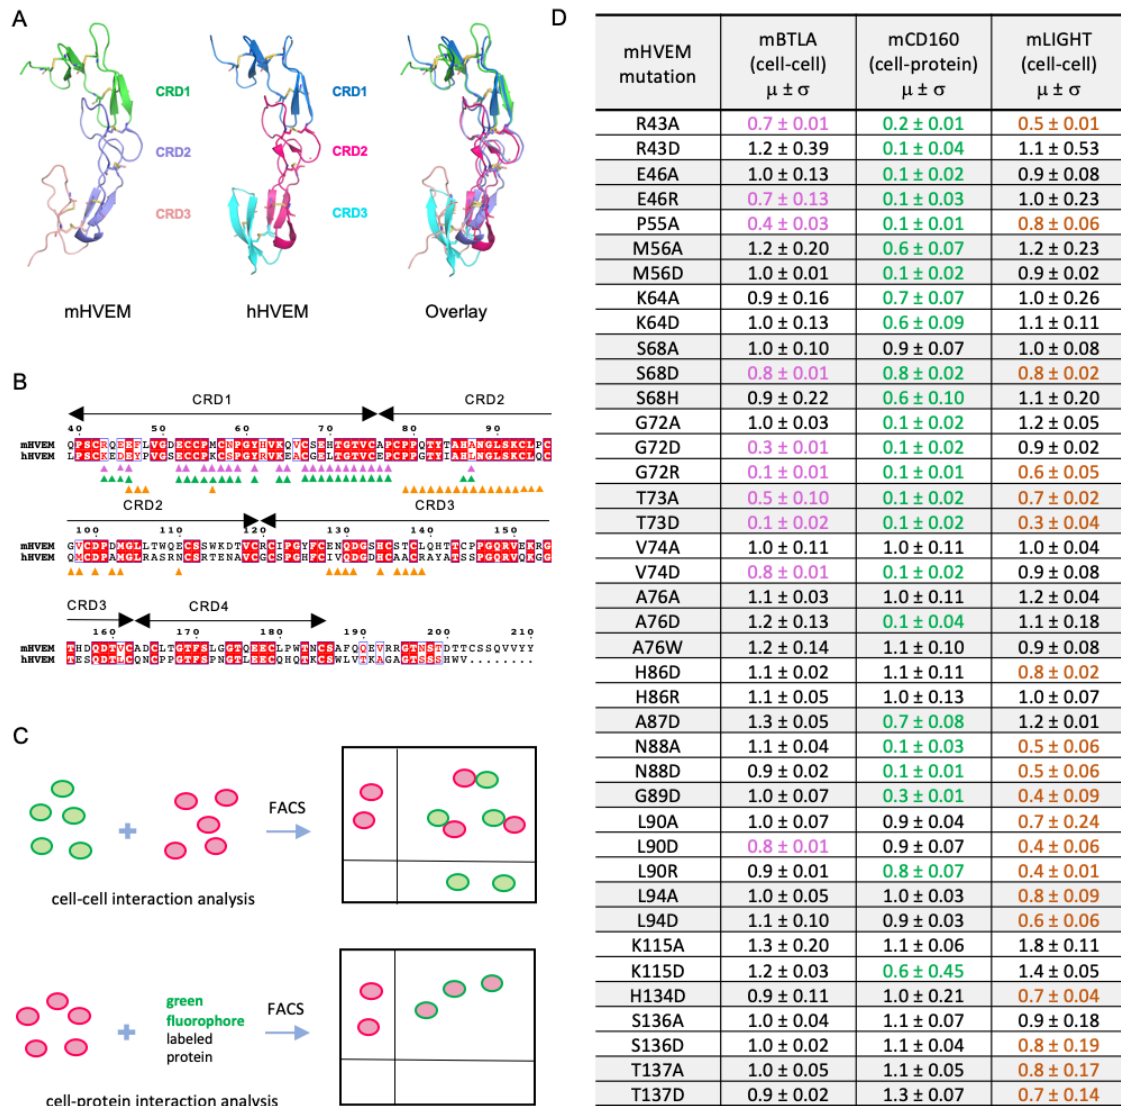 A
CRD1
CRD2
CRD3
CRD1
CRD2
CRD3
mHVEM
hHVEM
Overlay
B
CRD1 CRD2
40 50 60 70 80 90
mHVEM QPSCRQEEFLVGDECCPMCNPGYHVKQVCSEHTGTVCAPCPPQTYTAHANGLSKCLPC
hHVEM LPSCKEDEYPVGSECCPKCSPGYRVKEACGELTGTVCEPCPPGTYIAHLNGLSKCLQC
CRD2 CRD3
100 110 120 130 140 150
mHVEM GVCDPDMGLLTWQECSSWKDTVCRCIPGYFCENQDGSHCSTCLQHTTCPPGQRVEKRG
hHVEM QMCDPAMGLRASRNCSRTENAVCGCSPGHFCIVQDGDHCAACRAYATSSPGQRVQKGG
CRD3 CRD4
160 170 180 190 200 210
mHVEM THDQDTVCADCLTGTFSLGGTQEECLPWTNCSAFQQEVRRGTNSTDTTCSSQVVYY
hHVEM TESQDTLCQNCPPGTFSPNGTLEECQHQTKCSWLVTKAGAGTSSSHWV........
C
FACS
cell-cell interaction analysis
green
fluorophore
labeled
protein
FACS
cell-protein interaction analysis
D
mHVEM mutation mBTLA (cell-cell) μ ± σ mCD160 (cell-protein) μ ± σ mLIGHT (cell-cell) μ ± σ
R43A 0.7 ± 0.01 0.2 ± 0.01 0.5 ± 0.01
R43D 1.2 ± 0.39 0.1 ± 0.04 1.1 ± 0.53
E46A 1.0 ± 0.13 0.1 ± 0.02 0.9 ± 0.08
E46R 0.7 ± 0.13 0.1 ± 0.03 1.0 ± 0.23
P55A 0.4 ± 0.03 0.1 ± 0.01 0.8 ± 0.06
M56A 1.2 ± 0.20 0.6 ± 0.07 1.2 ± 0.23
M56D 1.0 ± 0.01 0.1 ± 0.02 0.9 ± 0.02
K64A 0.9 ± 0.16 0.7 ± 0.07 1.0 ± 0.26
K64D 1.0 ± 0.13 0.6 ± 0.09 1.1 ± 0.11
S68A 1.0 ± 0.10 0.9 ± 0.07 1.0 ± 0.08
S68D 0.8 ± 0.01 0.8 ± 0.02 0.8 ± 0.02
S68H 0.9 ± 0.22 0.6 ± 0.10 1.1 ± 0.20
G72A 1.0 ± 0.03 0.1 ± 0.02 1.2 ± 0.05
G72D 0.3 ± 0.01 0.1 ± 0.02 0.9 ± 0.02
G72R 0.1 ± 0.01 0.1 ± 0.01 0.6 ± 0.05
T73A 0.5 ± 0.10 0.1 ± 0.02 0.7 ± 0.02
T73D 0.1 ± 0.02 0.1 ± 0.02 0.3 ± 0.04
V74A 1.0 ± 0.11 1.0 ± 0.11 1.0 ± 0.04
V74D 0.8 ± 0.01 0.1 ± 0.02 0.9 ± 0.08
A76A 1.1 ± 0.03 1.0 ± 0.11 1.2 ± 0.04
A76D 1.2 ± 0.13 0.1 ± 0.04 1.1 ± 0.18
A76W 1.2 ± 0.14 1.1 ± 0.10 0.9 ± 0.08
H86D 1.1 ± 0.02 1.1 ± 0.11 0.8 ± 0.02
H86R 1.1 ± 0.05 1.0 ± 0.13 1.0 ± 0.07
A87D 1.3 ± 0.05 0.7 ± 0.08 1.2 ± 0.01
N88A 1.1 ± 0.04 0.1 ± 0.03 0.5 ± 0.06
N88D 0.9 ± 0.02 0.1 ± 0.01 0.5 ± 0.06
G89D 1.0 ± 0.07 0.3 ± 0.01 0.4 ± 0.09
L90A 1.0 ± 0.07 0.9 ± 0.04 0.7 ± 0.24
L90D 0.8 ± 0.01 0.9 ± 0.07 0.4 ± 0.06
L90R 0.9 ± 0.01 0.8 ± 0.07 0.4 ± 0.01
L94A 1.0 ± 0.05 1.0 ± 0.03 0.8 ± 0.09
L94D 1.1 ± 0.10 0.9 ± 0.03 0.6 ± 0.06
K115A 1.3 ± 0.20 1.1 ± 0.06 1.8 ± 0.11
K115D 1.2 ± 0.03 0.6 ± 0.45 1.4 ± 0.05
H134D 0.9 ± 0.11 1.0 ± 0.21 0.7 ± 0.04
S136A 1.0 ± 0.04 1.1 ± 0.07 0.9 ± 0.18
S136D 1.0 ± 0.02 1.1 ± 0.04 0.8 ± 0.19
T137A 1.0 ± 0.05 1.1 ± 0.05 0.8 ± 0.17
T137D 0.9 ± 0.02 1.3 ± 0.07 0.7 ± 0.14